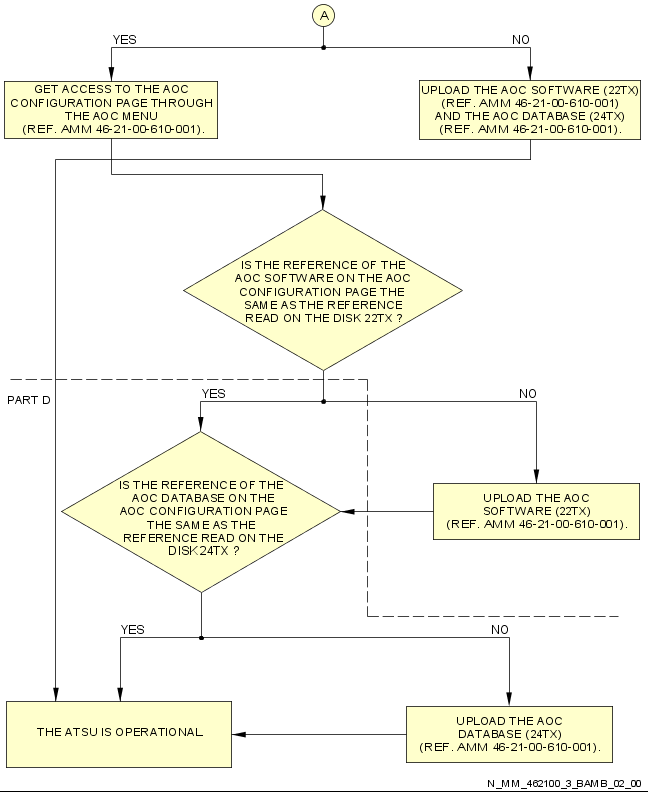 A
YES
NO
GET ACCESS TO THE AOC
CONFIGURATION PAGE THROUGH
THE AOC MENU
(REF. AMM 46-21-00-610-001).
UPLOAD THE AOC SOFTWARE (22TX)
(REF. AMM 46-21-00-610-001)
AND THE AOC DATABASE (24TX)
(REF. AMM 46-21-00-610-001).
IS THE REFERENCE OF THE
AOC SOFTWARE ON THE AOC
CONFIGURATION PAGE THE
SAME AS THE REFERENCE
READ ON THE DISK 22TX ?
PART D
YES
NO
IS THE REFERENCE OF THE
AOC DATABASE ON THE
AOC CONFIGURATION PAGE
THE SAME AS THE
REFERENCE READ ON THE
DISK24TX ?
UPLOAD THE AOC
SOFTWARE (22TX)
(REF. AMM 46-21-00-610-001).
YES
NO
THE ATSU IS OPERATIONAL.
UPLOAD THE AOC
DATABASE (24TX)
(REF. AMM 46-21-00-610-001).
N_MM_462100_3_BAMB_02_00